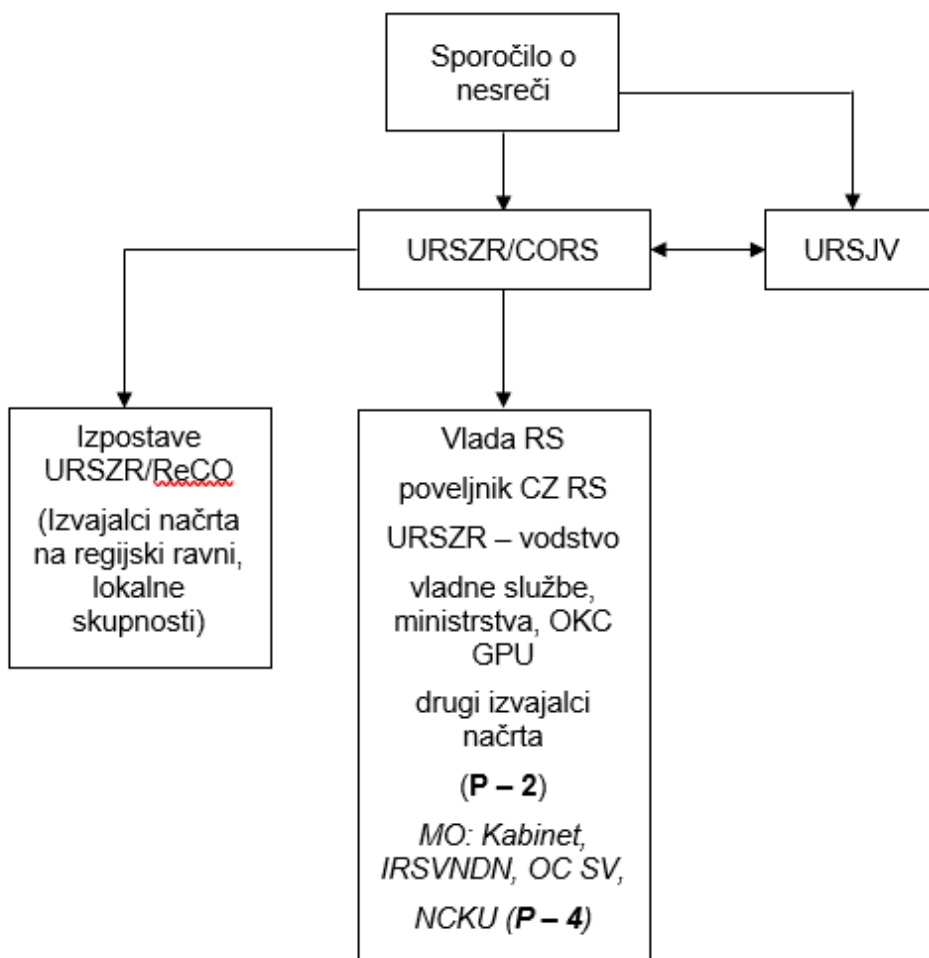 Sporočilo o
nesreči
URSZR/CORS
URSJV
Izpostave
URSZR/ReCO
(Izvajalci načrta
na regijski ravni,
lokalne
skupnosti)
Vlada RS
poveljnik CZ RS
URSZR – vodstvo
vladne službe,
ministrstva, OKC
GPU
drugi izvajalci
načrta
(P – 2)
MO: Kabinet,
IRSVNDN, OC SV,
NCKU (P – 4)